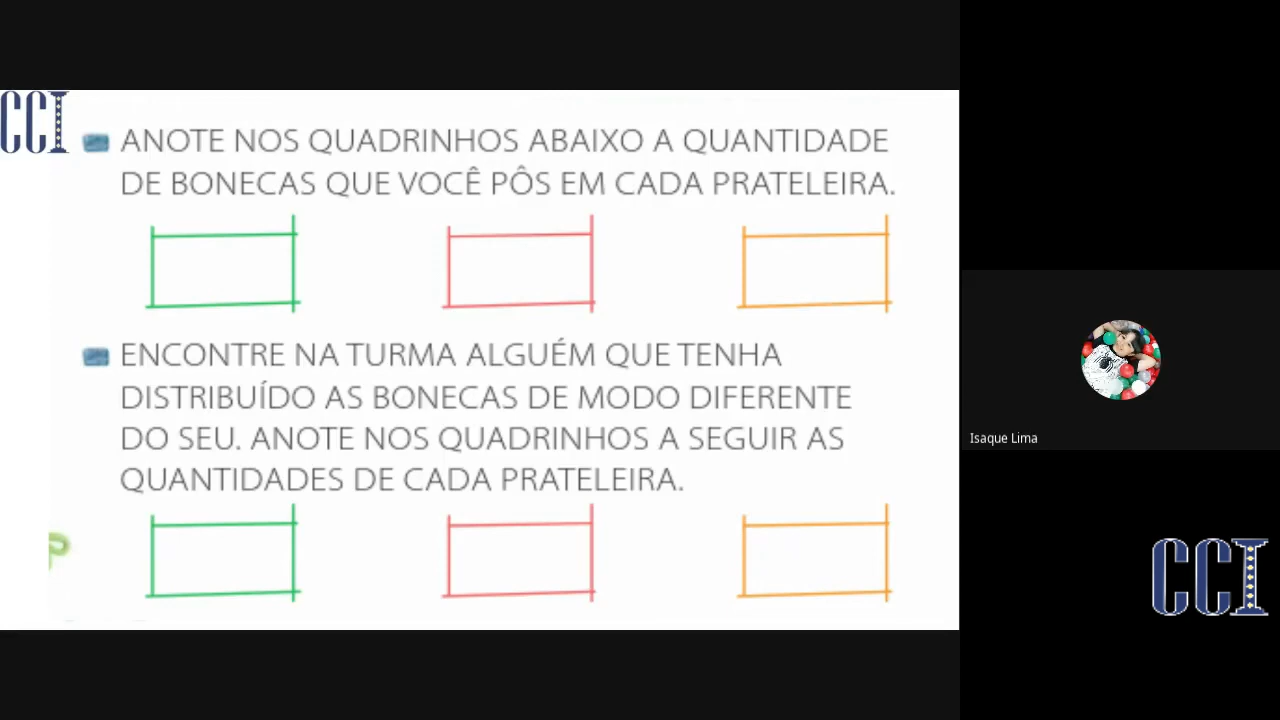 CCI
ANOTE NOS QUADRINHOS ABAIXO A QUANTIDADE
DE BONECAS QUE VOCÊ PÔS EM CADA PRATELEIRA.
ENCONTRE NA TURMA ALGUÉM QUE TENHA
DISTRIBUÍDO AS BONECAS DE MODO DIFERENTE
DO SEU. ANOTE NOS QUADRINHOS A SEGUIR AS
QUANTIDADES DE CADA PRATELEIRA.
Isaque Lima
CCI